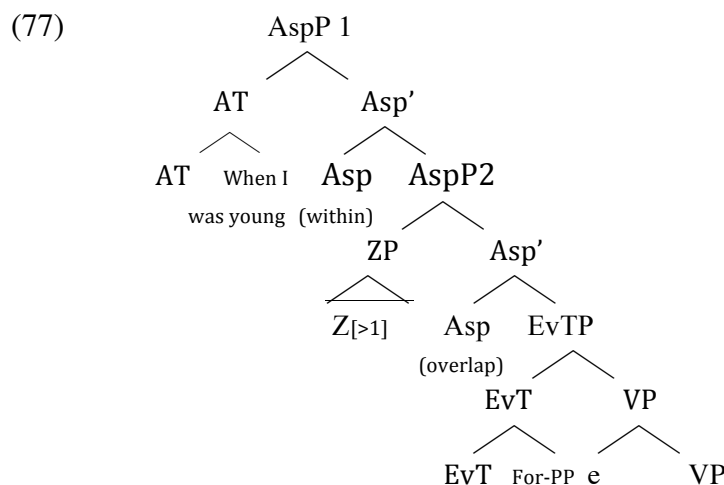 (77) AspP 1
AT Asp’
AT When I Asp AspP2
was young (within)
ZP Asp’
Z[>1] Asp EvTP
(overlap)
EvT VP
EvT For-PP e VP